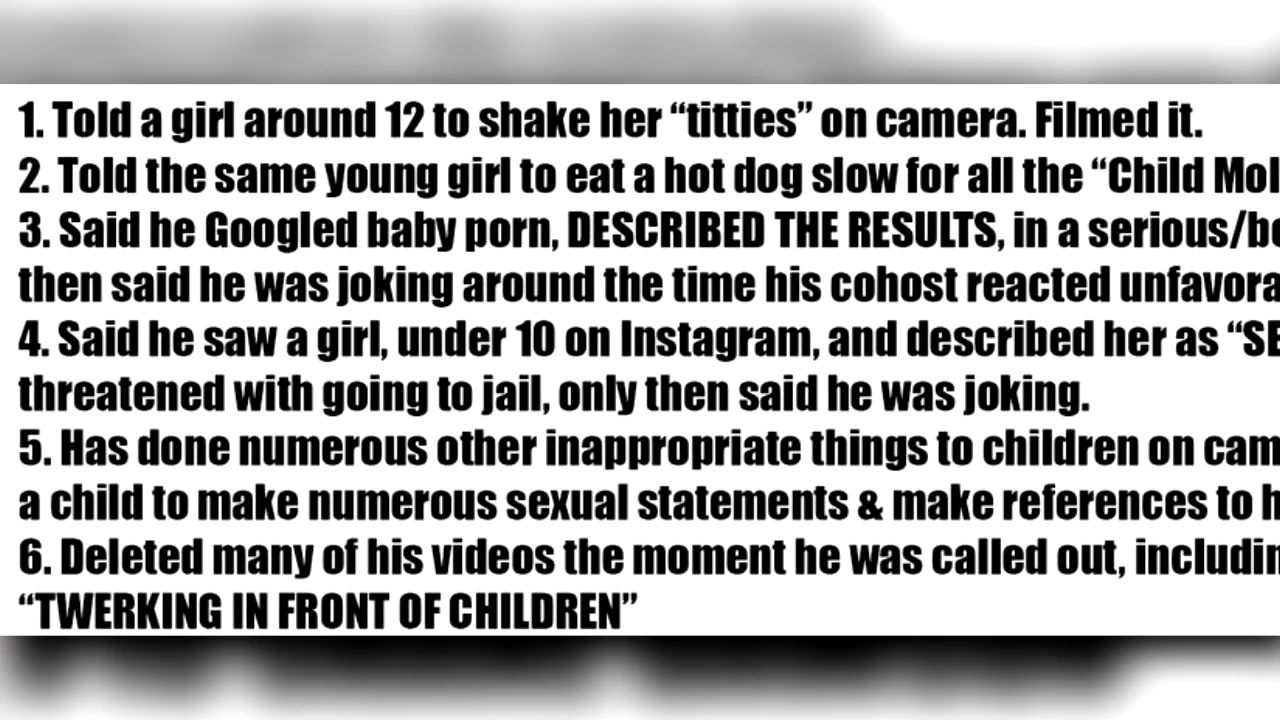 1. Told a girl around 12 to shake her “titties” on camera. Filmed it.
2. Told the same young girl to eat a hot dog slow for all the “Child
3. Said he Googled baby porn, DESCRIBED THE RESULTS, in a serious/
then said he was joking around the time his cohost reacted
4. Said he saw a girl, under 10 on Instagram, and described her as
threatened with going to jail, only then said he was joking.
5. Has done numerous other inappropriate things to children on
a child to make numerous sexual statements & make references to
6. Deleted many of his videos the moment he was called out,
“TWERKING IN FRONT OF CHILDREN”